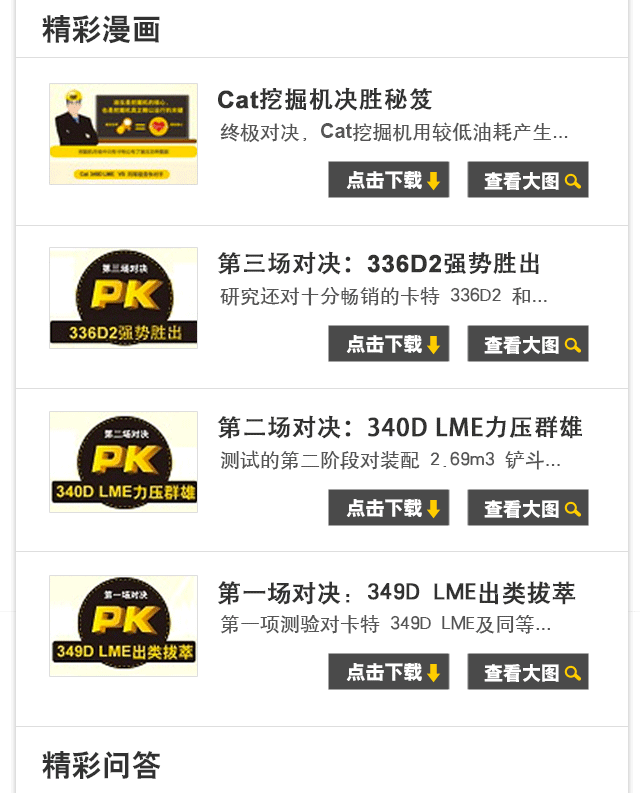 精彩漫画
Cat挖掘机决胜秘笈
终极对决，Cat挖掘机用较低油耗产生...
点击下载 查看大图
第三场对决
PK
336D2强势胜出
第三场对决：336D2强势胜出
研究还对十分畅销的卡特 336D2 和...
点击下载 查看大图
第二场对决
PK
340D LME力压群雄
第二场对决：340D LME力压群雄
测试的第二阶段对装配 2.69m3 铲斗...
点击下载 查看大图
第一场对决
PK
349D LME出类拔萃
第一场对决：349D LME出类拔萃
第一项测验对卡特 349D LME及同等...
点击下载 查看大图
精彩问答